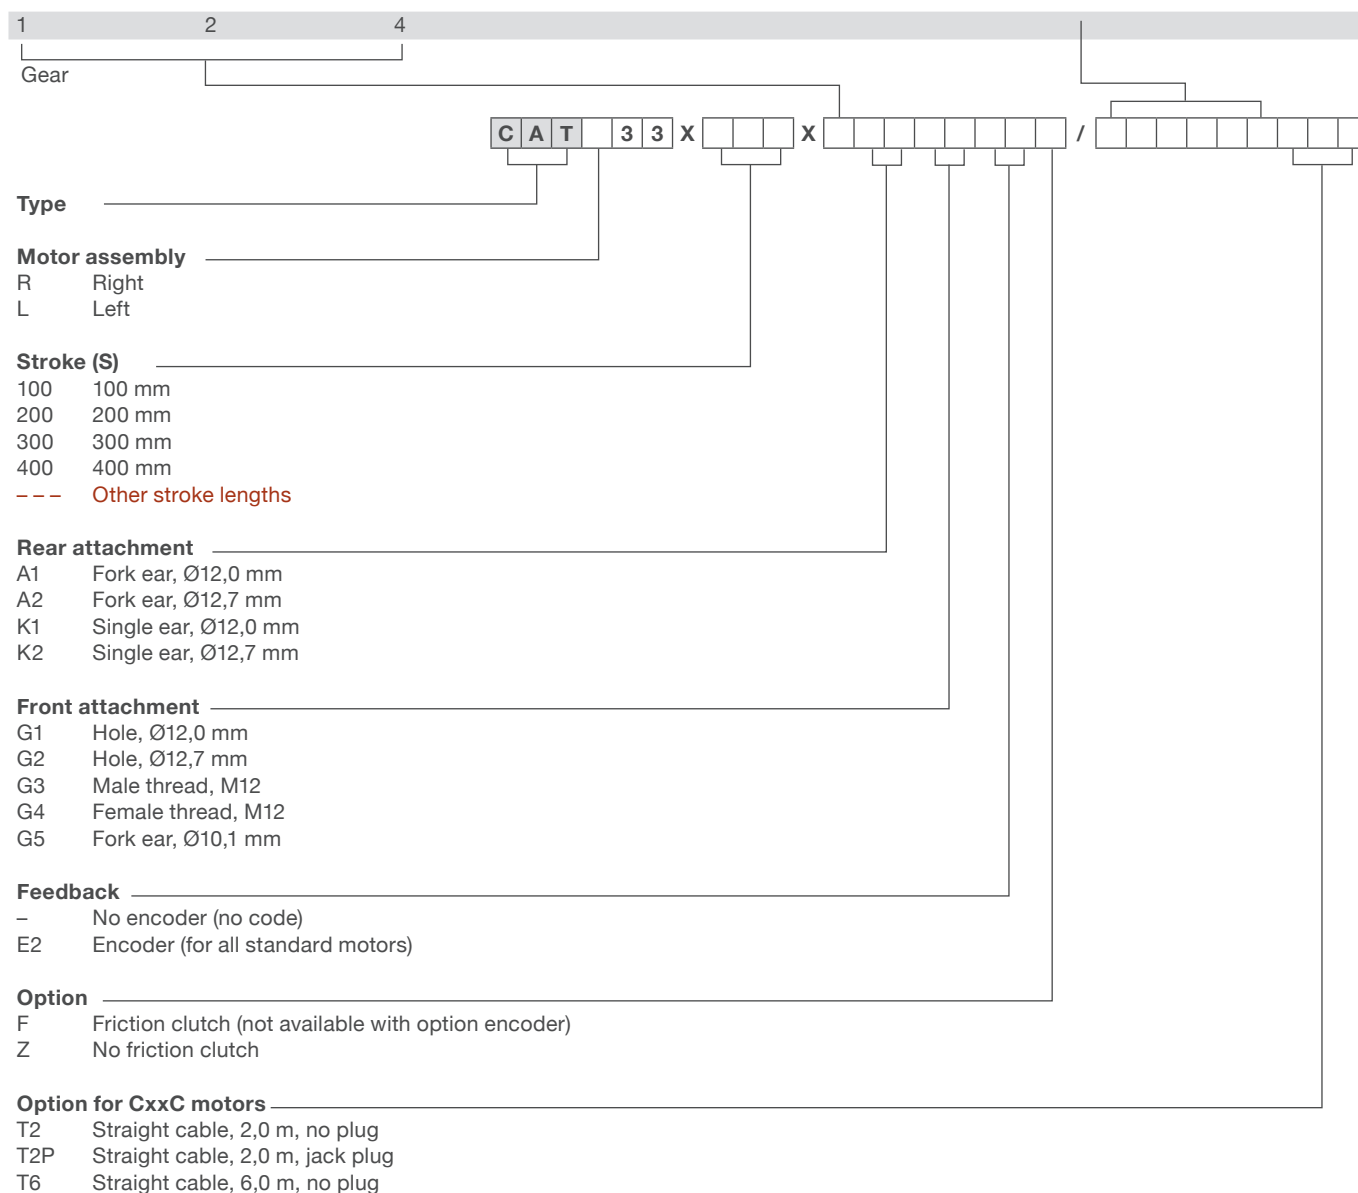 1 2 4
Gear
C A T 3 3 X X /
Type
Motor assembly
R Right
L Left
Stroke (S)
100 100 mm
200 200 mm
300 300 mm
400 400 mm
– – – Other stroke lengths
Rear attachment
A1 Fork ear, Ø12,0 mm
A2 Fork ear, Ø12,7 mm
K1 Single ear, Ø12,0 mm
K2 Single ear, Ø12,7 mm
Front attachment
G1 Hole, Ø12,0 mm
G2 Hole, Ø12,7 mm
G3 Male thread, M12
G4 Female thread, M12
G5 Fork ear, Ø10,1 mm
Feedback
– No encoder (no code)
E2 Encoder (for all standard motors)
Option
F Friction clutch (not available with option encoder)
Z No friction clutch
Option for CxxC motors
T2 Straight cable, 2,0 m, no plug
T2P Straight cable, 2,0 m, jack plug
T6 Straight cable, 6,0 m, no plug